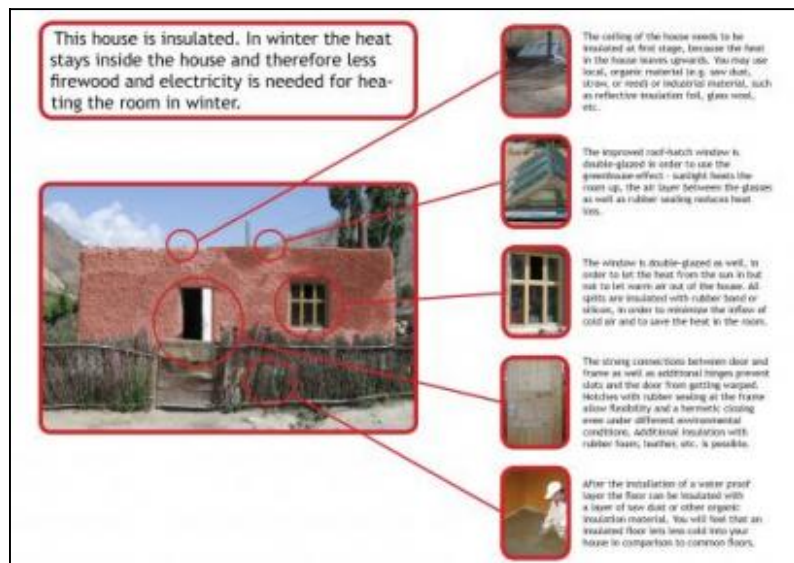 This house is insulated. In winter the heat
stays inside the house and therefore less
firewood and electricity is needed for hea-
ting the room in winter.
The ceiling of the house needs to be
insulated at first stage, because the heat
in the house leaves upwards. You may use
local, organic material (e.g. saw dust,
straw, or reed) or industrial material, such
as reflective insulation foil, glass wool,
etc.
The improved roof-hatch window is
double-glazed in order to use the
greenhouse-effect - sunlight heats the
room up, the air layer between the glasses
as well as rubber sealing reduces heat
loss.
The window is double-glazed as well, in
order to let the heat from the sun in but
not to let warm air out of the house. All
splits are insulated with rubber band or
silicon, in order to minimize the inflow of
cold air and to save the heat in the room.
The strong connections between door and
frame as well as additional hinges prevent
slots and the door from getting warped.
Notches with rubber sealing at the frame
allow flexibility and a hermetic closing
even under different environmental
conditions. Additional insulation with
rubber foam, leather, etc. is possible.
After the installation of a water proof
layer the floor can be insulated with
a layer of saw dust or other organic
insulation material. You will feel that an
insulated floor lets less cold into your
house in comparison to common floors.